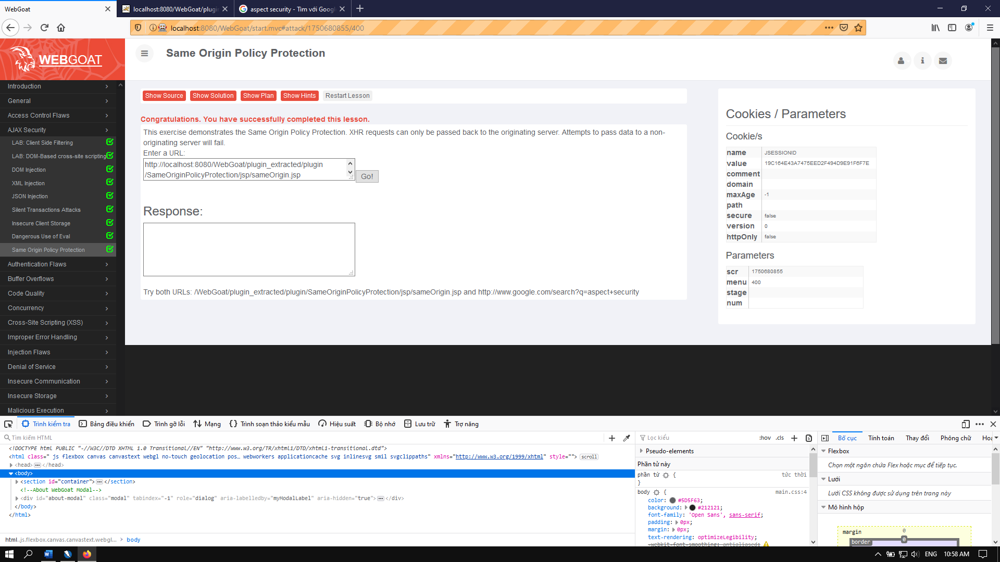 WebGoat
localhost:8080/WebGoat/plugin
aspect security - Tìm với Googl
localhost:8080/WebGoat/start.mvc#attack/1750680855/400
WEBGOAT
Same Origin Policy Protection
Introduction
General
Access Control Flaws
AJAX Security
LAB: Client Side Filtering
LAB: DOM-Based cross-site scripting
DOM Injection
XML Injection
JSON Injection
Silent Transactions Attacks
Insecure Client Storage
Dangerous Use of Eval
Same Origin Policy Protection
Authentication Flaws
Buffer Overflows
Code Quality
Concurrency
Cross-Site Scripting (XSS)
Improper Error Handling
Injection Flaws
Denial of Service
Insecure Communication
Insecure Storage
Malicious Execution
Show Source Show Solution Show Plan Show Hints Restart Lesson
Congratulations. You have successfully completed this lesson.
This exercise demonstrates the Same Origin Policy Protection. XHR requests can only be passed back to the originating server. Attempts to pass data to a non-
originating server will fail.
Enter a URL:
http://localhost:8080/WebGoat/plugin_extracted/plugin
/SameOriginPolicyProtection/jsp/sameOrigin.jsp
Go!
Response:
Try both URLs: /WebGoat/plugin_extracted/plugin/SameOriginPolicyProtection/jsp/sameOrigin.jsp and http://www.google.com/search?q=aspect+security
Cookies / Parameters
Cookie/s
name JSESSIONID
value 19C164E43A7475EED2F494D9E91F6F7E
comment
domain
maxAge -1
path
secure false
version 0
httpOnly false
Parameters
scr 1750680855
menu 400
stage
num
Trình kiểm tra Bảng điều khiển Trình gỡ lỗi Mạng Trình soạn thảo kiểu mẫu Hiệu suất Bộ nhớ Lưu trữ Trợ năng
Tìm kiếm HTML
<!DOCTYPE html PUBLIC "-//W3C//DTD XHTML 1.0 Transitional//EN" "http://www.w3.org/TR/xhtml1/DTD/xhtml1-transitional.dtd">
<html class=" js flexbox canvas canvastext webgl no-touch geolocation pos… webworkers applicationcache svg inlinesvg smil svgclippaths" xmlns="http://www.w3.org/1999/xhtml" style=""> scroll
<head> ••• </head>
<body>
<section id="container"> ••• </section>
<!--About WebGoat Modal-->
<div id="about-modal" class="modal" tabindex="-1" role="dialog" aria-labelledby="myModalLabel" aria-hidden="true"> ••• </div>
</body>
</html>
html.js.flexbox.canvas.canvastext.webgl… > body
Lọc kiểu :hov .cls
Pseudo-elements
Phần tử này
phần tử { tức thời
}
body { main.css:4
color: #5D5F63;
background: #212121;
font-family: 'Open Sans', sans-serif;
padding: 0px;
margin: 0px;
text-rendering: optimizeLegibility;
-webkit-font-smoothing: antialiased;
Bố cục Tính toán Thay đổi Phông chữ Hoạ
Flexbox
Chọn một ngăn chứa Flex hoặc mục để tiếp tục.
Lưới
Lưới CSS không được sử dụng trên trang này
Mô hình hộp
margin 0
border 0
ENG 10:58 AM